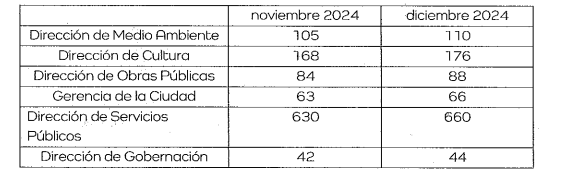 noviembre 2024 diciembre 2024
Dirección de Medio Ambiente 105 110
Dirección de Cultura 168 176
Dirección de Obras Públicas 84 88
Gerencia de la Ciudad 63 66
Dirección de Servicios 630 660
Públicos
Dirección de Gobernación 42 44